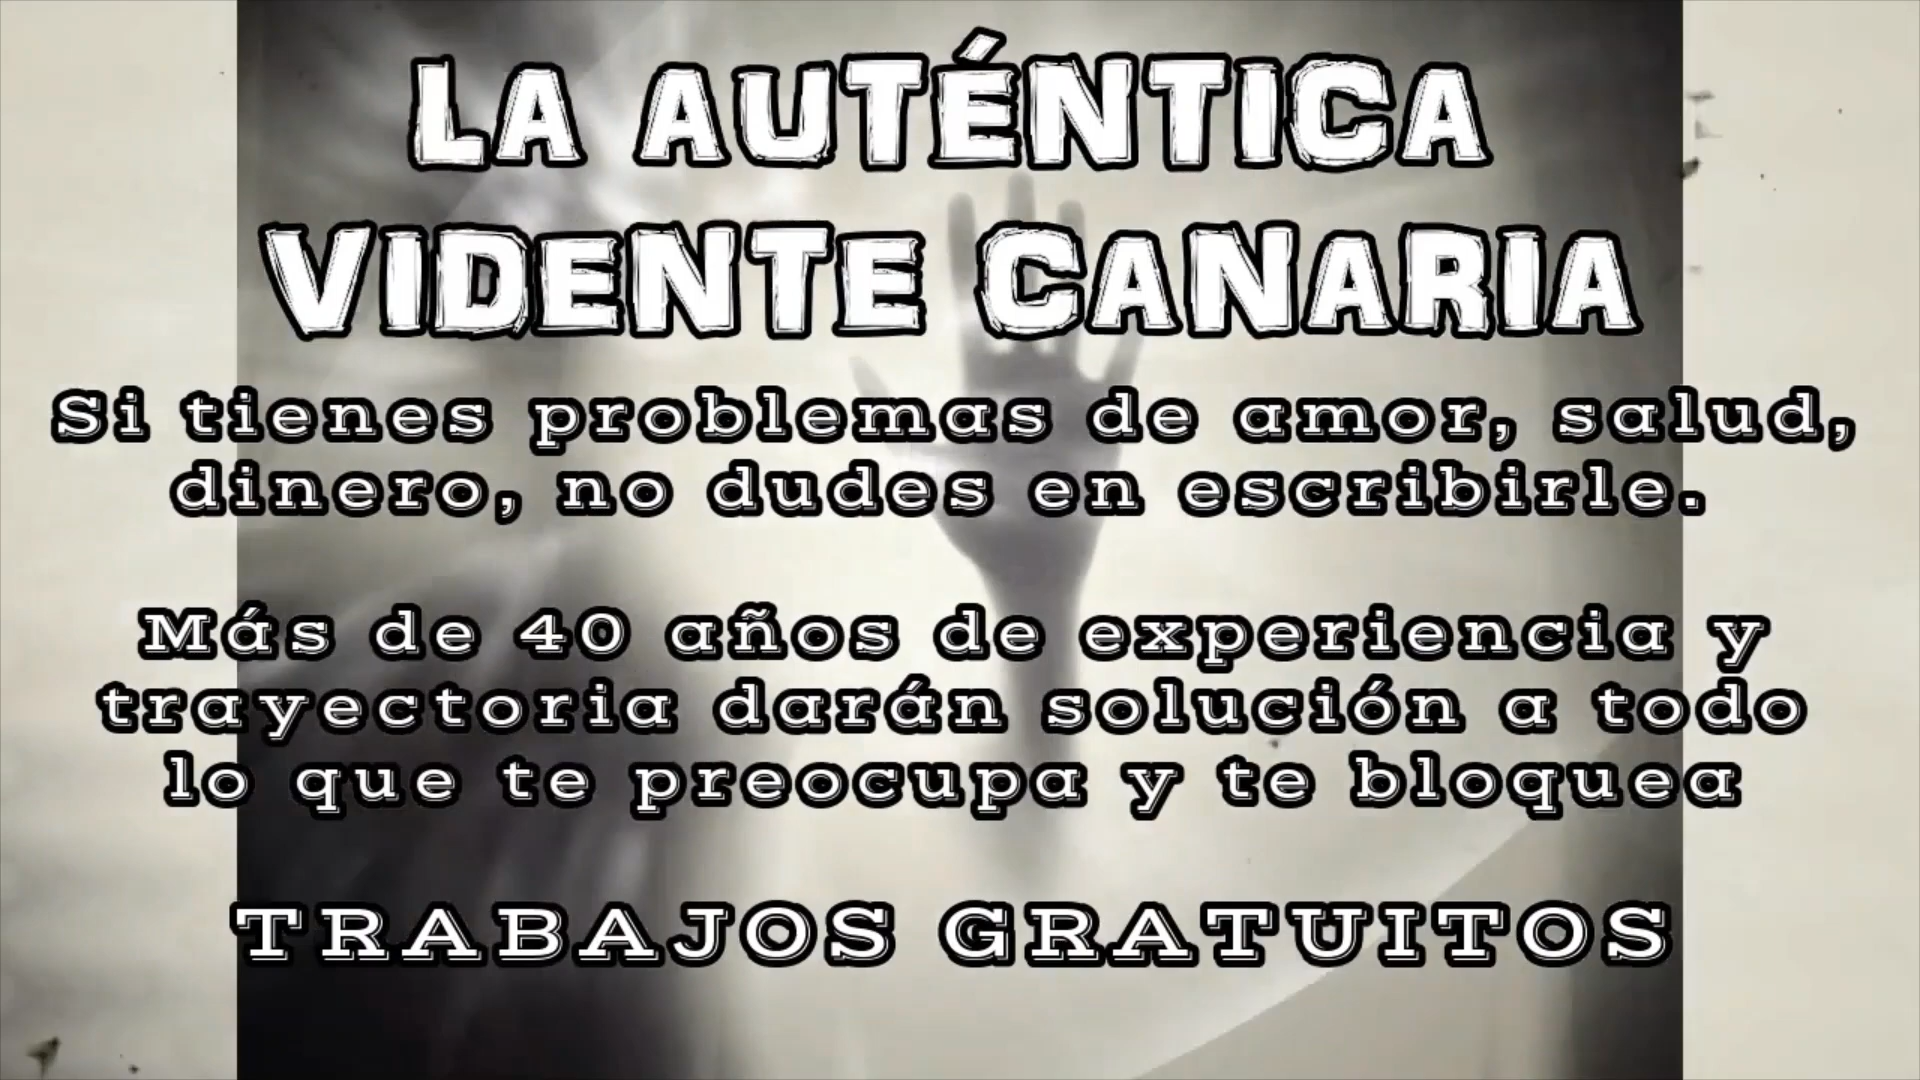 LA AUTÉNTICA
VIDENTE CANARIA
Si tienes problemas de amor, salud,
dinero, no dudes en escribirle.
Más de 40 años de experiencia y
trayectoria darán solución a todo
lo que te preocupa y te bloquea
TRABAJOS GRATUITOS